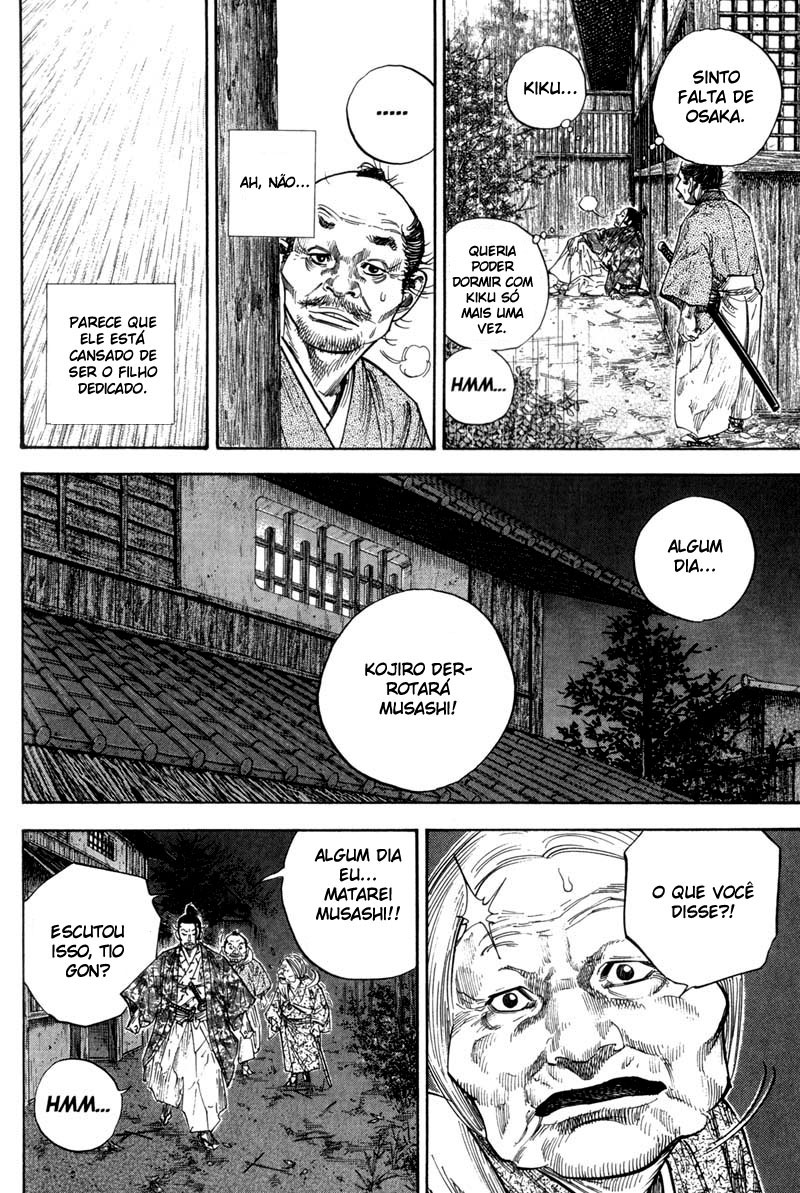 SINTO
FALTA DE
OSAKA.
KIKU...
QUERIA
PODER
DORMIR COM
KIKU SÓ
MAIS UMA
VEZ.
HMM...
.....
AH, NÃO...
PARECE QUE
ELE ESTÁ
CANSADO DE
SER O FILHO
DEDICADO.
ALGUM
DIA...
KOJIRO DER-
ROTARÁ
MUSASHI!
O QUE VOCÊ
DISSE?!
ALGUM DIA
EU...
MATAREI
MUSASHI!!
ESCUTOU
ISSO, TIO
GON?
HMM...